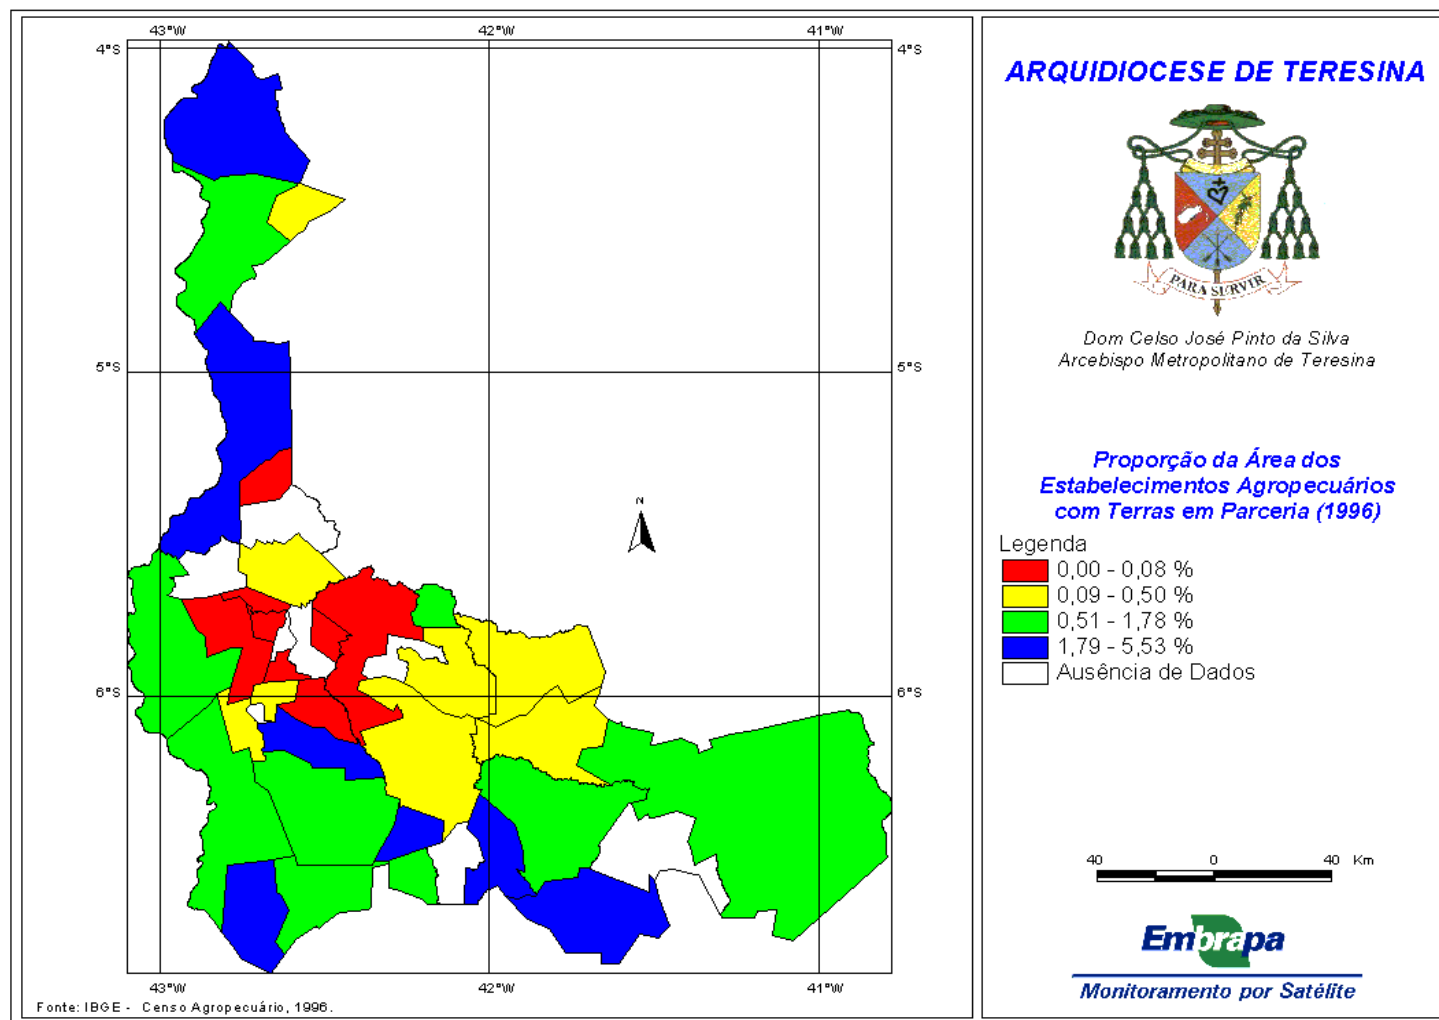 43°W 42°W 41°W
4°S 4°S
5°S 5°S
6°S 6°S
43°W 42°W 41°W
N
Fonte: IBGE - Censo Agropecuário, 1996.
ARQUIDIOCESE DE TERESINA
PARA SERVIR
Dom Celso José Pinto da Silva
Arcebispo Metropolitano de Teresina
Proporção da Área dos
Estabelecimentos Agropecuários
com Terras em Parceria (1996)
Legenda
0,00 - 0,08 %
0,09 - 0,50 %
0,51 - 1,78 %
1,79 - 5,53 %
Ausência de Dados
40 0 40 Km
Embrapa
Monitoramento por Satélite